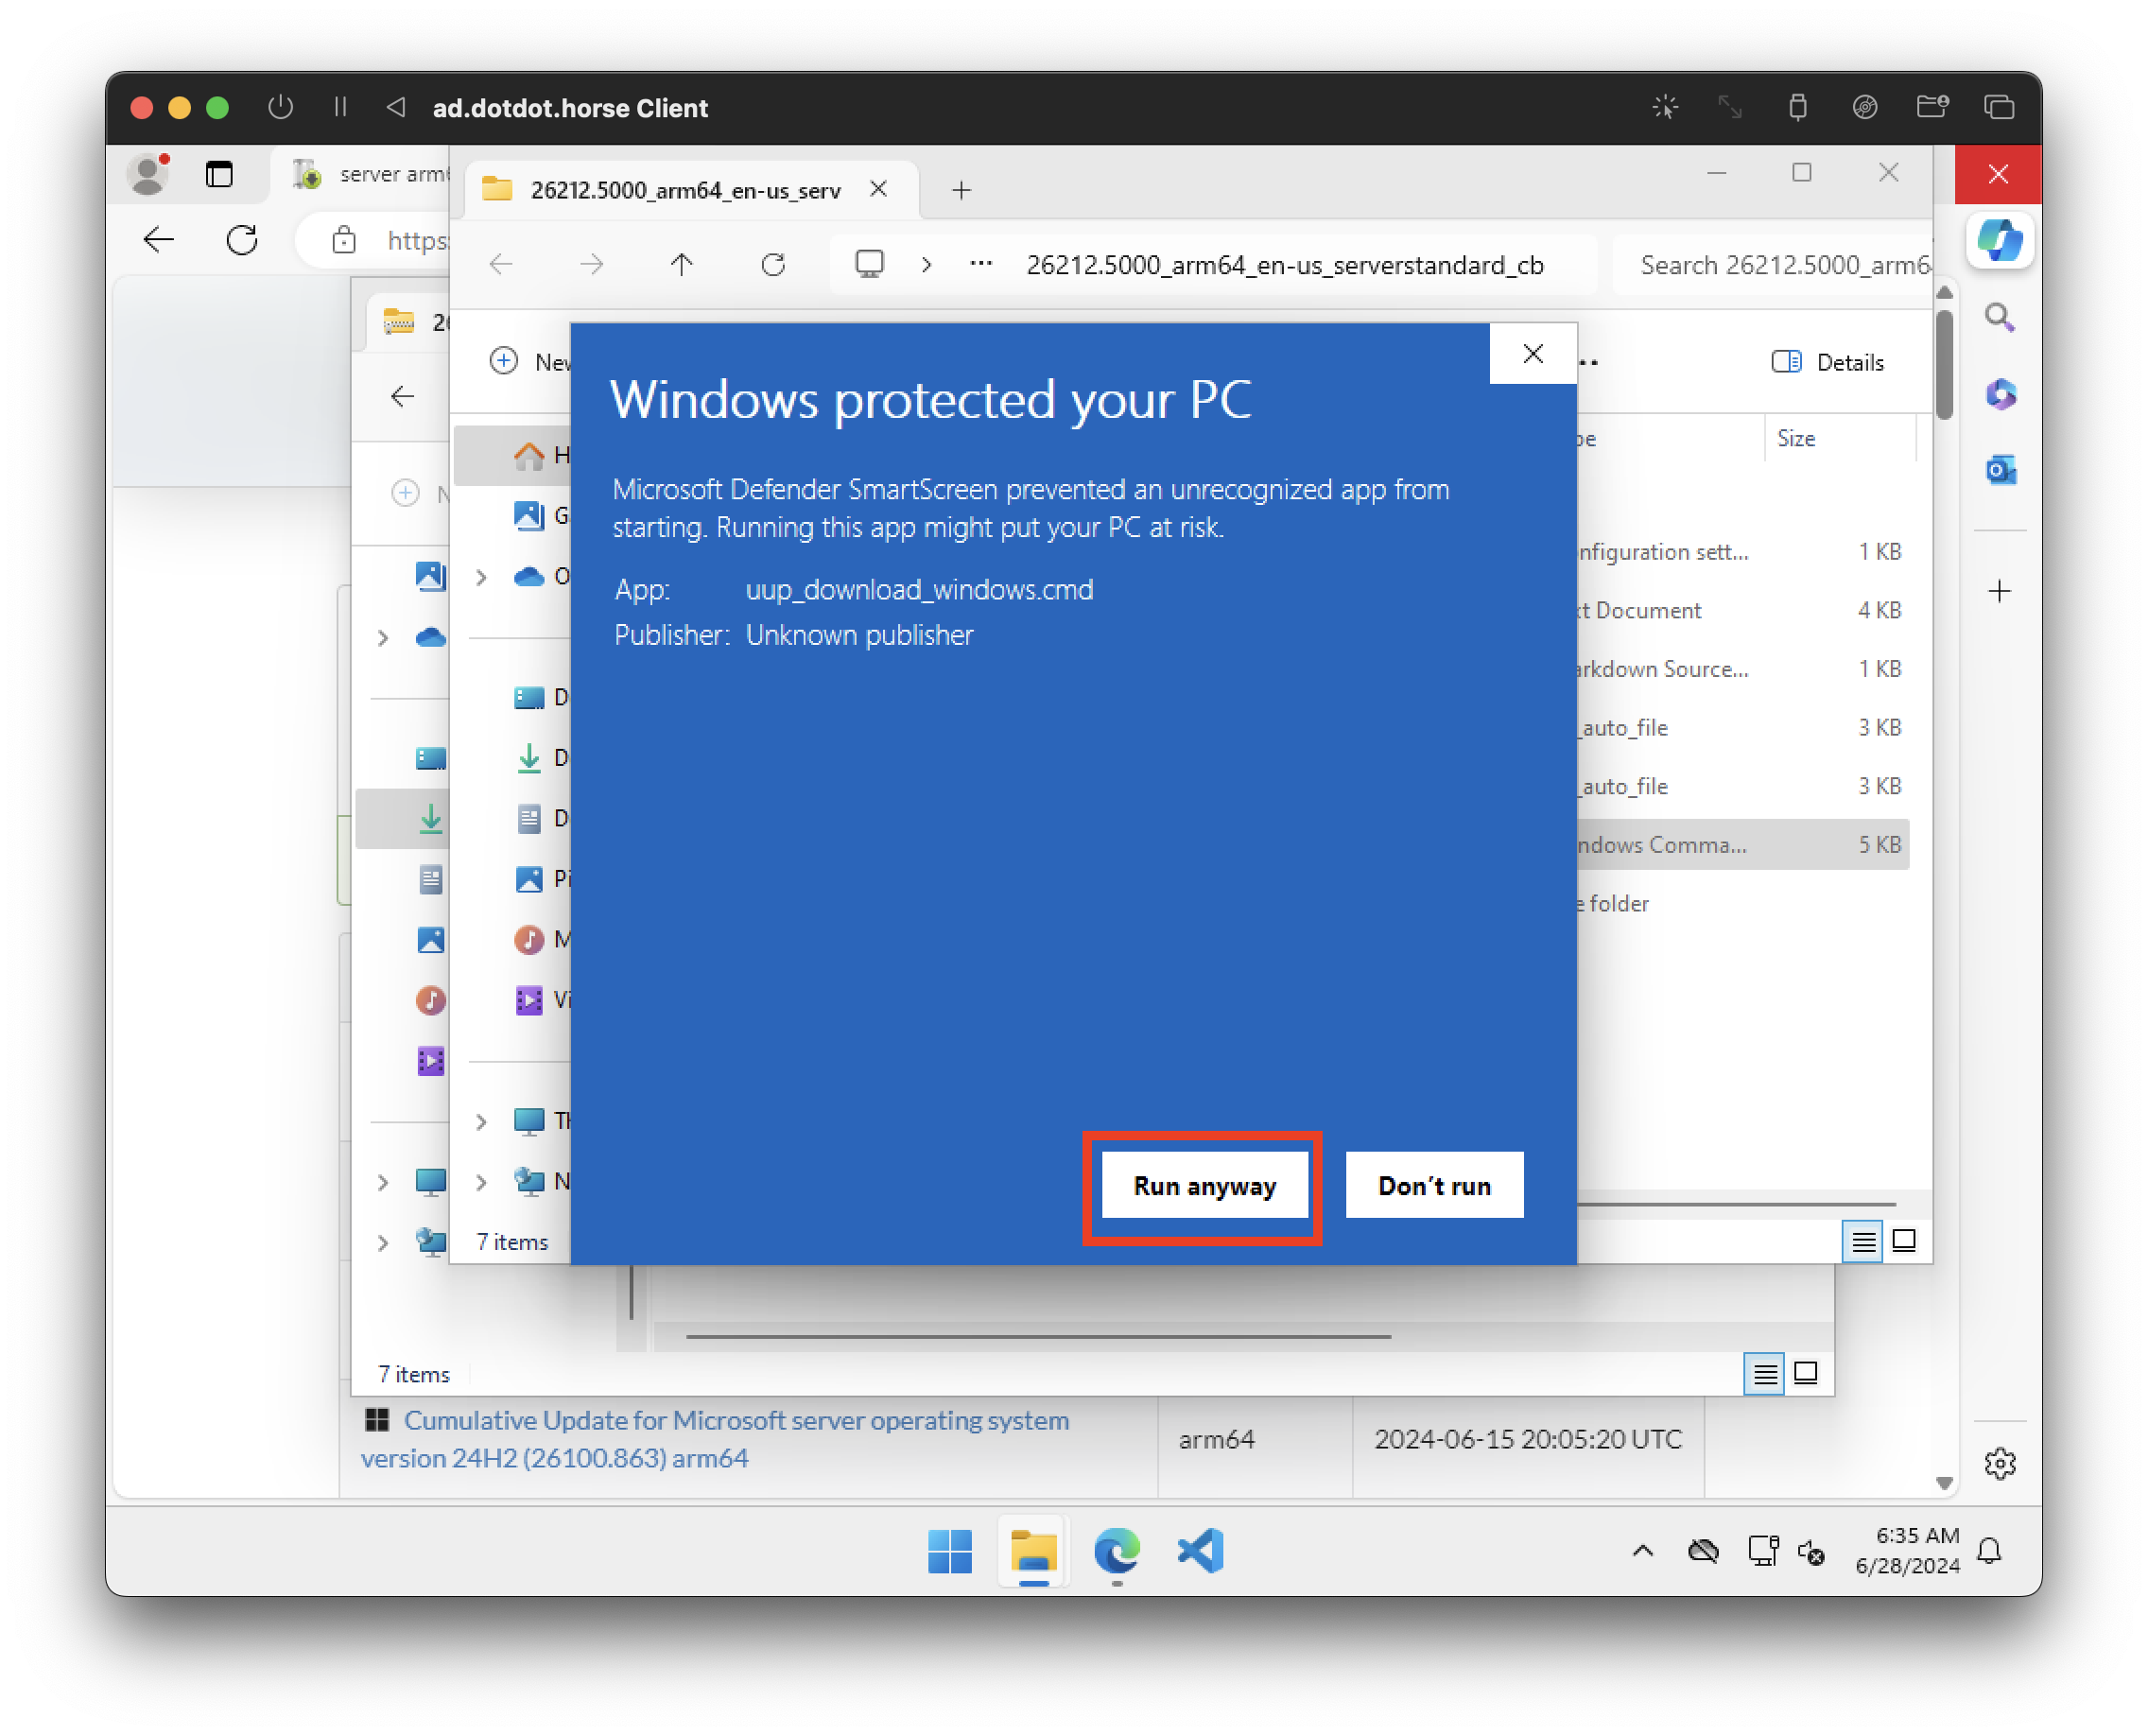 ad.dotdot.horse Client
server arm
26212.5000_arm64_en-us_serv
https:
26212.5000_arm64_en-us_serverstandard_cb
Search 26212.5000_arm6
New
Details
Windows protected your PC
Size
Microsoft Defender SmartScreen prevented an unrecognized app from
starting. Running this app might put your PC at risk.
App: uup_download_windows.cmd
Publisher: Unknown publisher
nfiguration sett... 1 KB
xt Document 4 KB
arkdown Source... 1 KB
_auto_file 3 KB
_auto_file 3 KB
ndows Comma... 5 KB
e folder
Run anyway
Don't run
7 items
7 items
Cumulative Update for Microsoft server operating system
version 24H2 (26100.863) arm64
arm64
2024-06-15 20:05:20 UTC
6:35 AM
6/28/2024